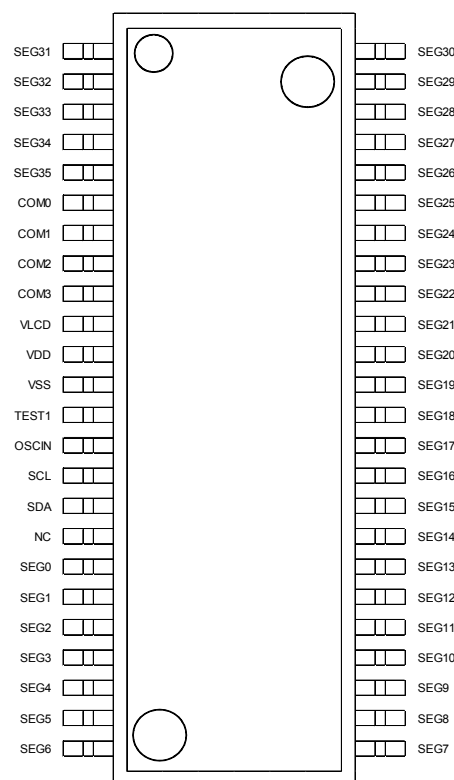 SEG31 SEG30
SEG32 SEG29
SEG33 SEG28
SEG34 SEG27
SEG35 SEG26
COM0 SEG25
COM1 SEG24
COM2 SEG23
COM3 SEG22
VLCD SEG21
VDD SEG20
VSS SEG19
TEST1 SEG18
OSCIN SEG17
SCL SEG16
SDA SEG15
NC SEG14
SEG0 SEG13
SEG1 SEG12
SEG2 SEG11
SEG3 SEG10
SEG4 SEG9
SEG5 SEG8
SEG6 SEG7